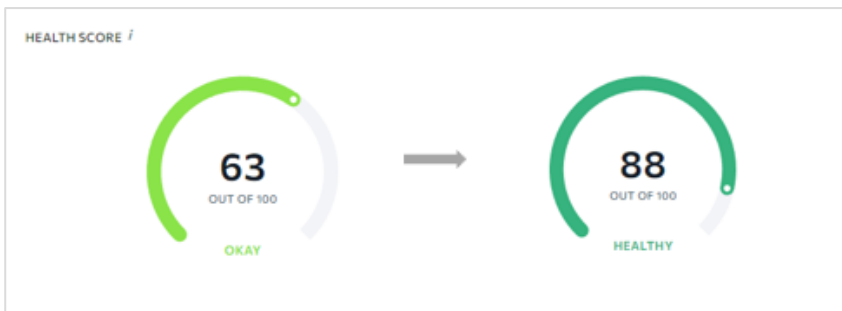 HEALTH SCORE i
63
OUT OF 100
OKAY
88
OUT OF 100
HEALTHY